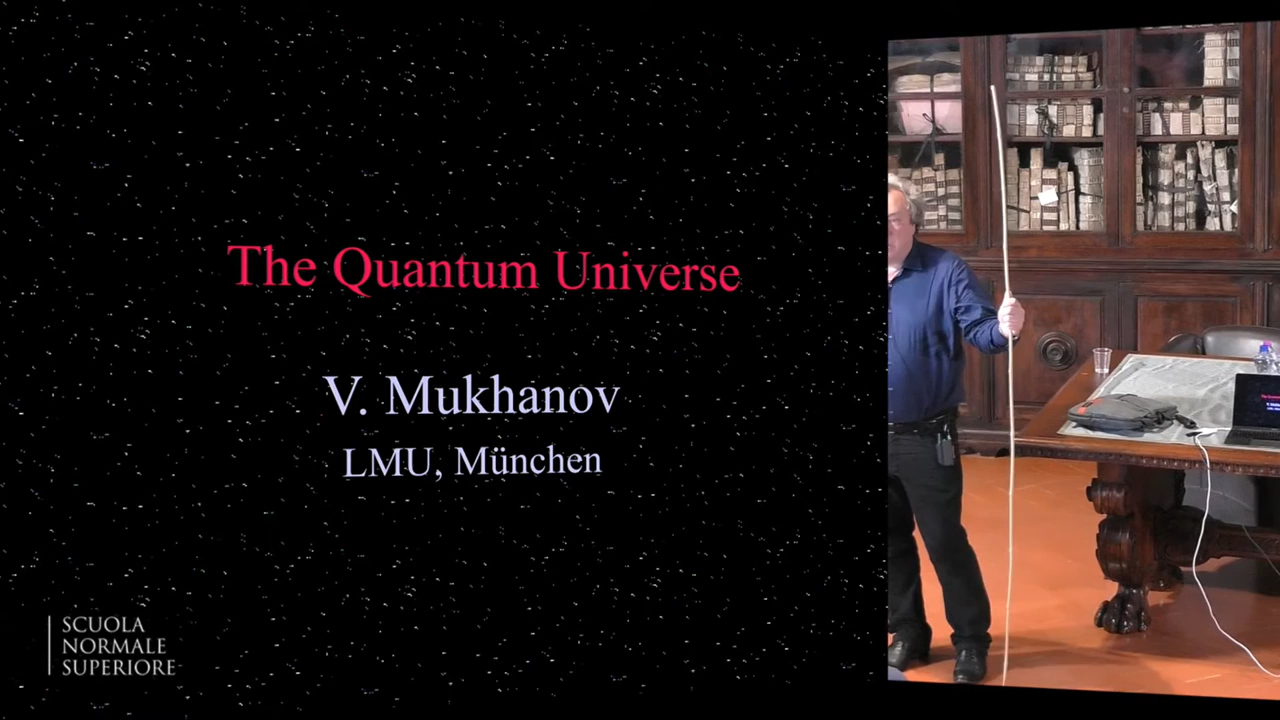 The Quantum Universe
V. Mukhanov
LMU, München
SCUOLA
NORMALE
SUPERIORE